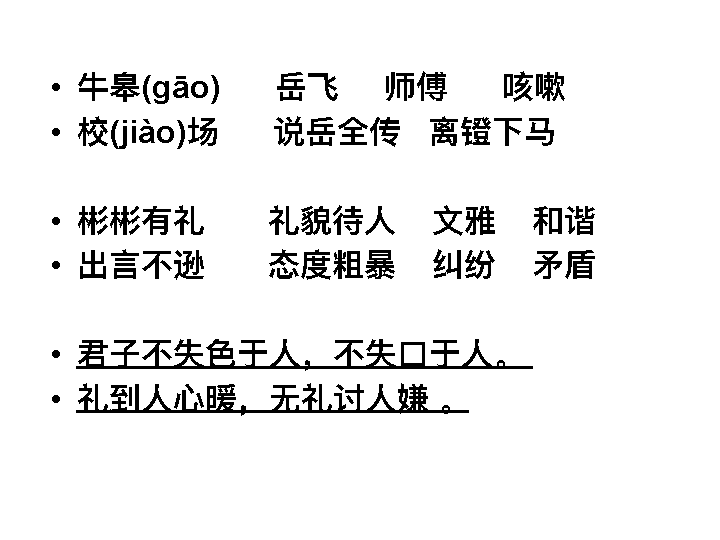 • 牛皋(gāo) 岳飞 师傅 咳嗽
• 校(jiào)场 说岳全传 离镫下马
• 彬彬有礼 礼貌待人 文雅 和谐
• 出言不逊 态度粗暴 纠纷 矛盾
• 君子不失色于人，不失口于人。
• 礼到人心暖，无礼讨人嫌 。